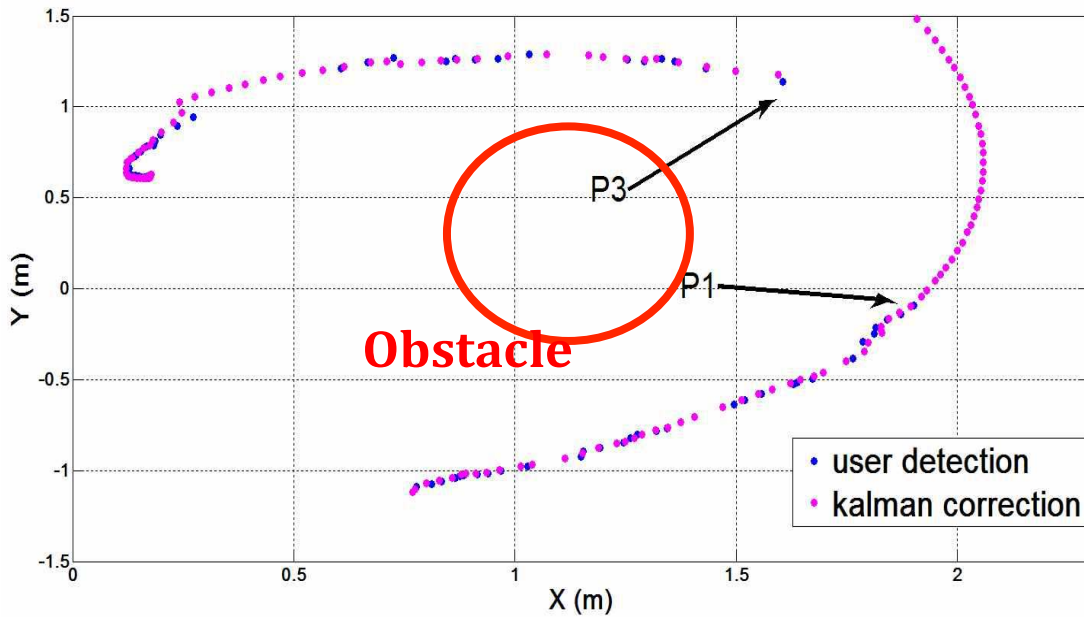 1.5
1
0.5
0
-0.5
-1
-1.5
Y (m)
P3
P1
Obstacle
user detection
kalman correction
0
0.5
1
1.5
2
X (m)